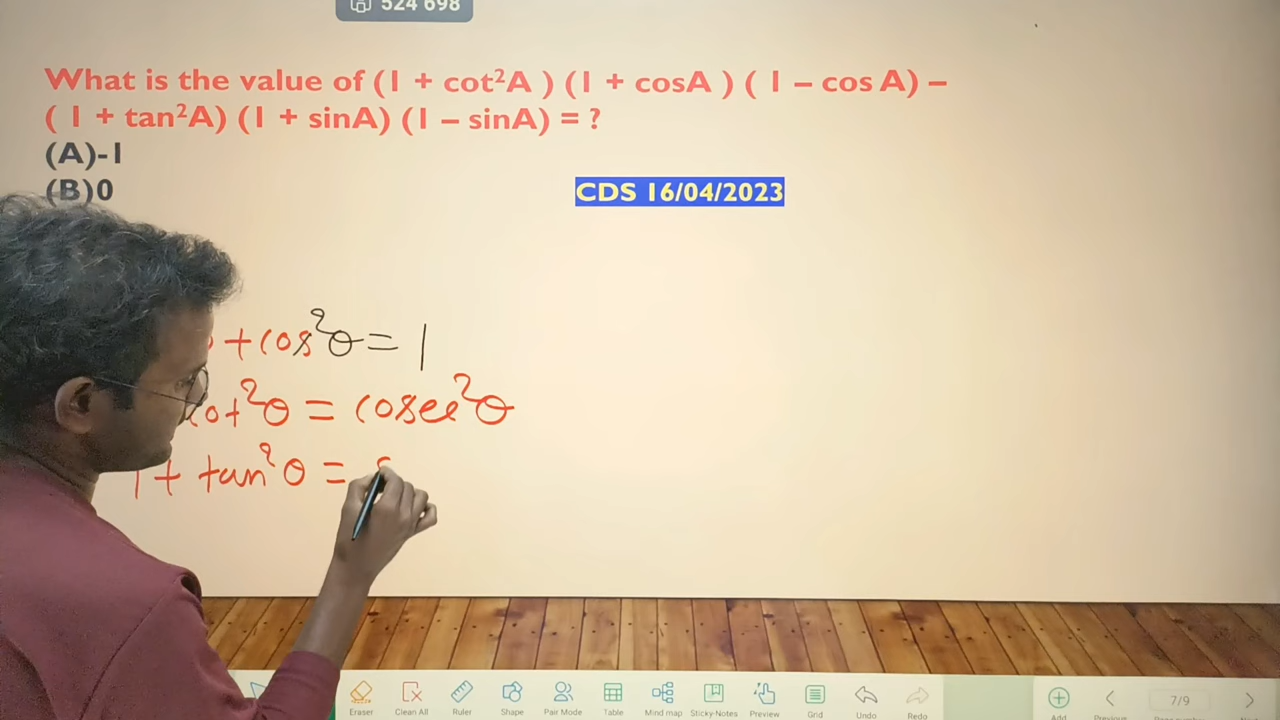 524 698
What is the value of (1 + cot²A ) (1 + cosA ) ( 1 – cos A) –
( 1 + tan²A) (1 + sinA) (1 – sinA) = ?
(A)-1
(B)0
CDS 16/04/2023
+ cos²θ = 1
cot²θ = cosec²θ
1 + tan²θ = s
Eraser Clean All Ruler Shape Pair Mode Table Mind map Sticky Notes Preview Grid Undo Redo Add Previous 7/9 Next